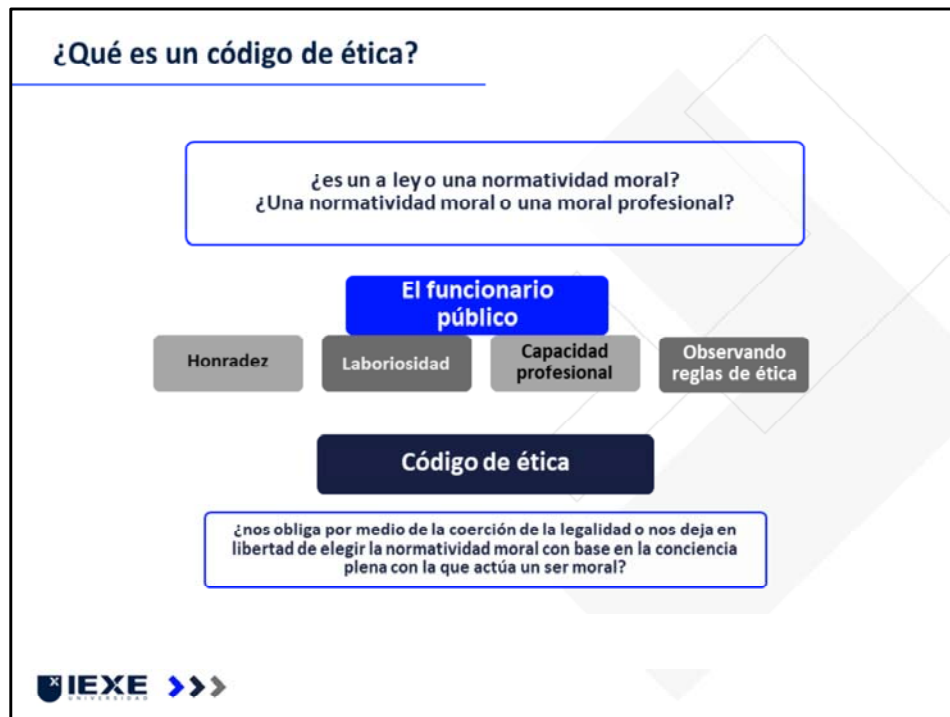 ¿Qué es un código de ética?
¿es un a ley o una normatividad moral?
¿Una normatividad moral o una moral profesional?
El funcionario
público
Honradez
Laboriosidad
Capacidad
profesional
Observando
reglas de ética
Código de ética
¿nos obliga por medio de la coerción de la legalidad o nos deja en
libertad de elegir la normatividad moral con base en la conciencia
plena con la que actúa un ser moral?
IEXE
UNIVERSIDAD